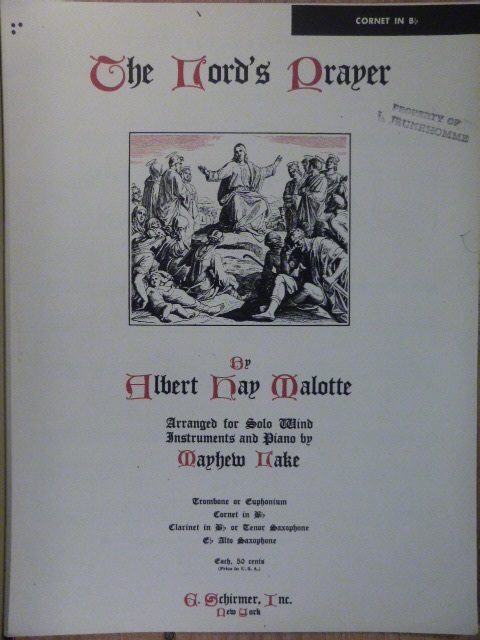 CORNET IN B♭
The Lord's Prayer
PROPERTY OF
L. JEUNEHOMME
By
Albert Hay Malotte
Arranged for Solo Wind
Instruments and Piano by
Mayhew Lake
Trombone or Euphonium
Cornet in B♭
Clarinet in B♭ or Tenor Saxophone
E♭ Alto Saxophone
Each, 50 cents
(Price in U. S. A.)
G. Schirmer, Inc.
New York